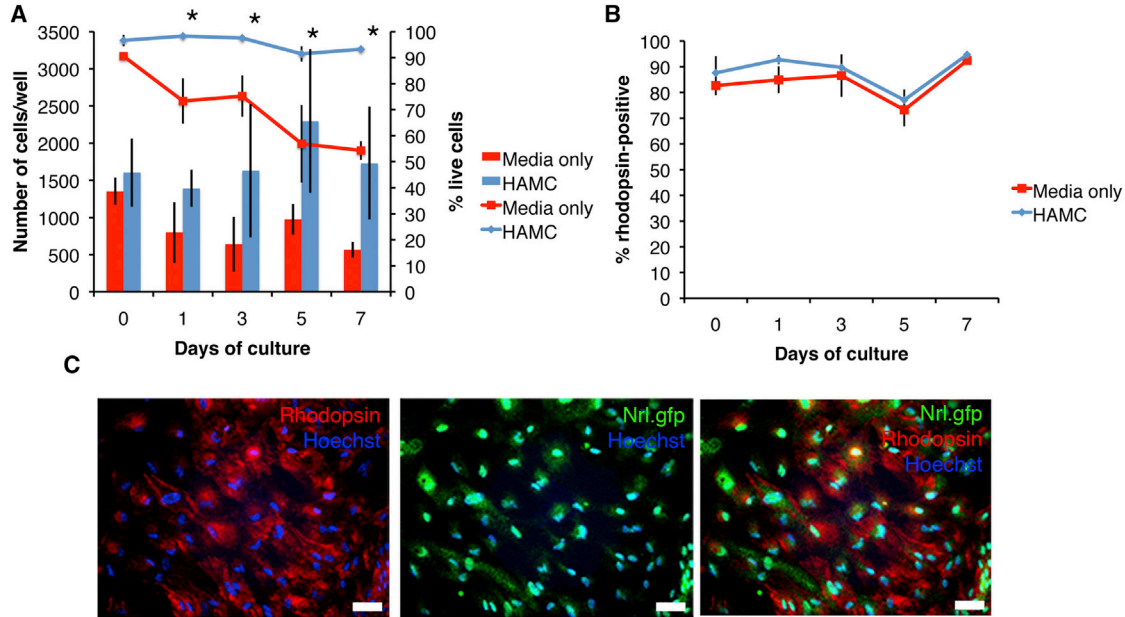 A
Number of cells/well
3500
3000
2500
2000
1500
1000
500
0
* * * *
100
90
80
70
60
50
40
30
20
10
0
% live cells
Media only
HAMC
Media only
HAMC
0 1 3 5 7
Days of culture
B
% rhodopsin-positive
100
90
80
70
60
50
40
30
20
10
0
Media only
HAMC
0 1 3 5 7
Days of culture
C
Rhodopsin
Hoechst
Nrl.gfp
Hoechst
Nrl.gfp
Rhodopsin
Hoechst